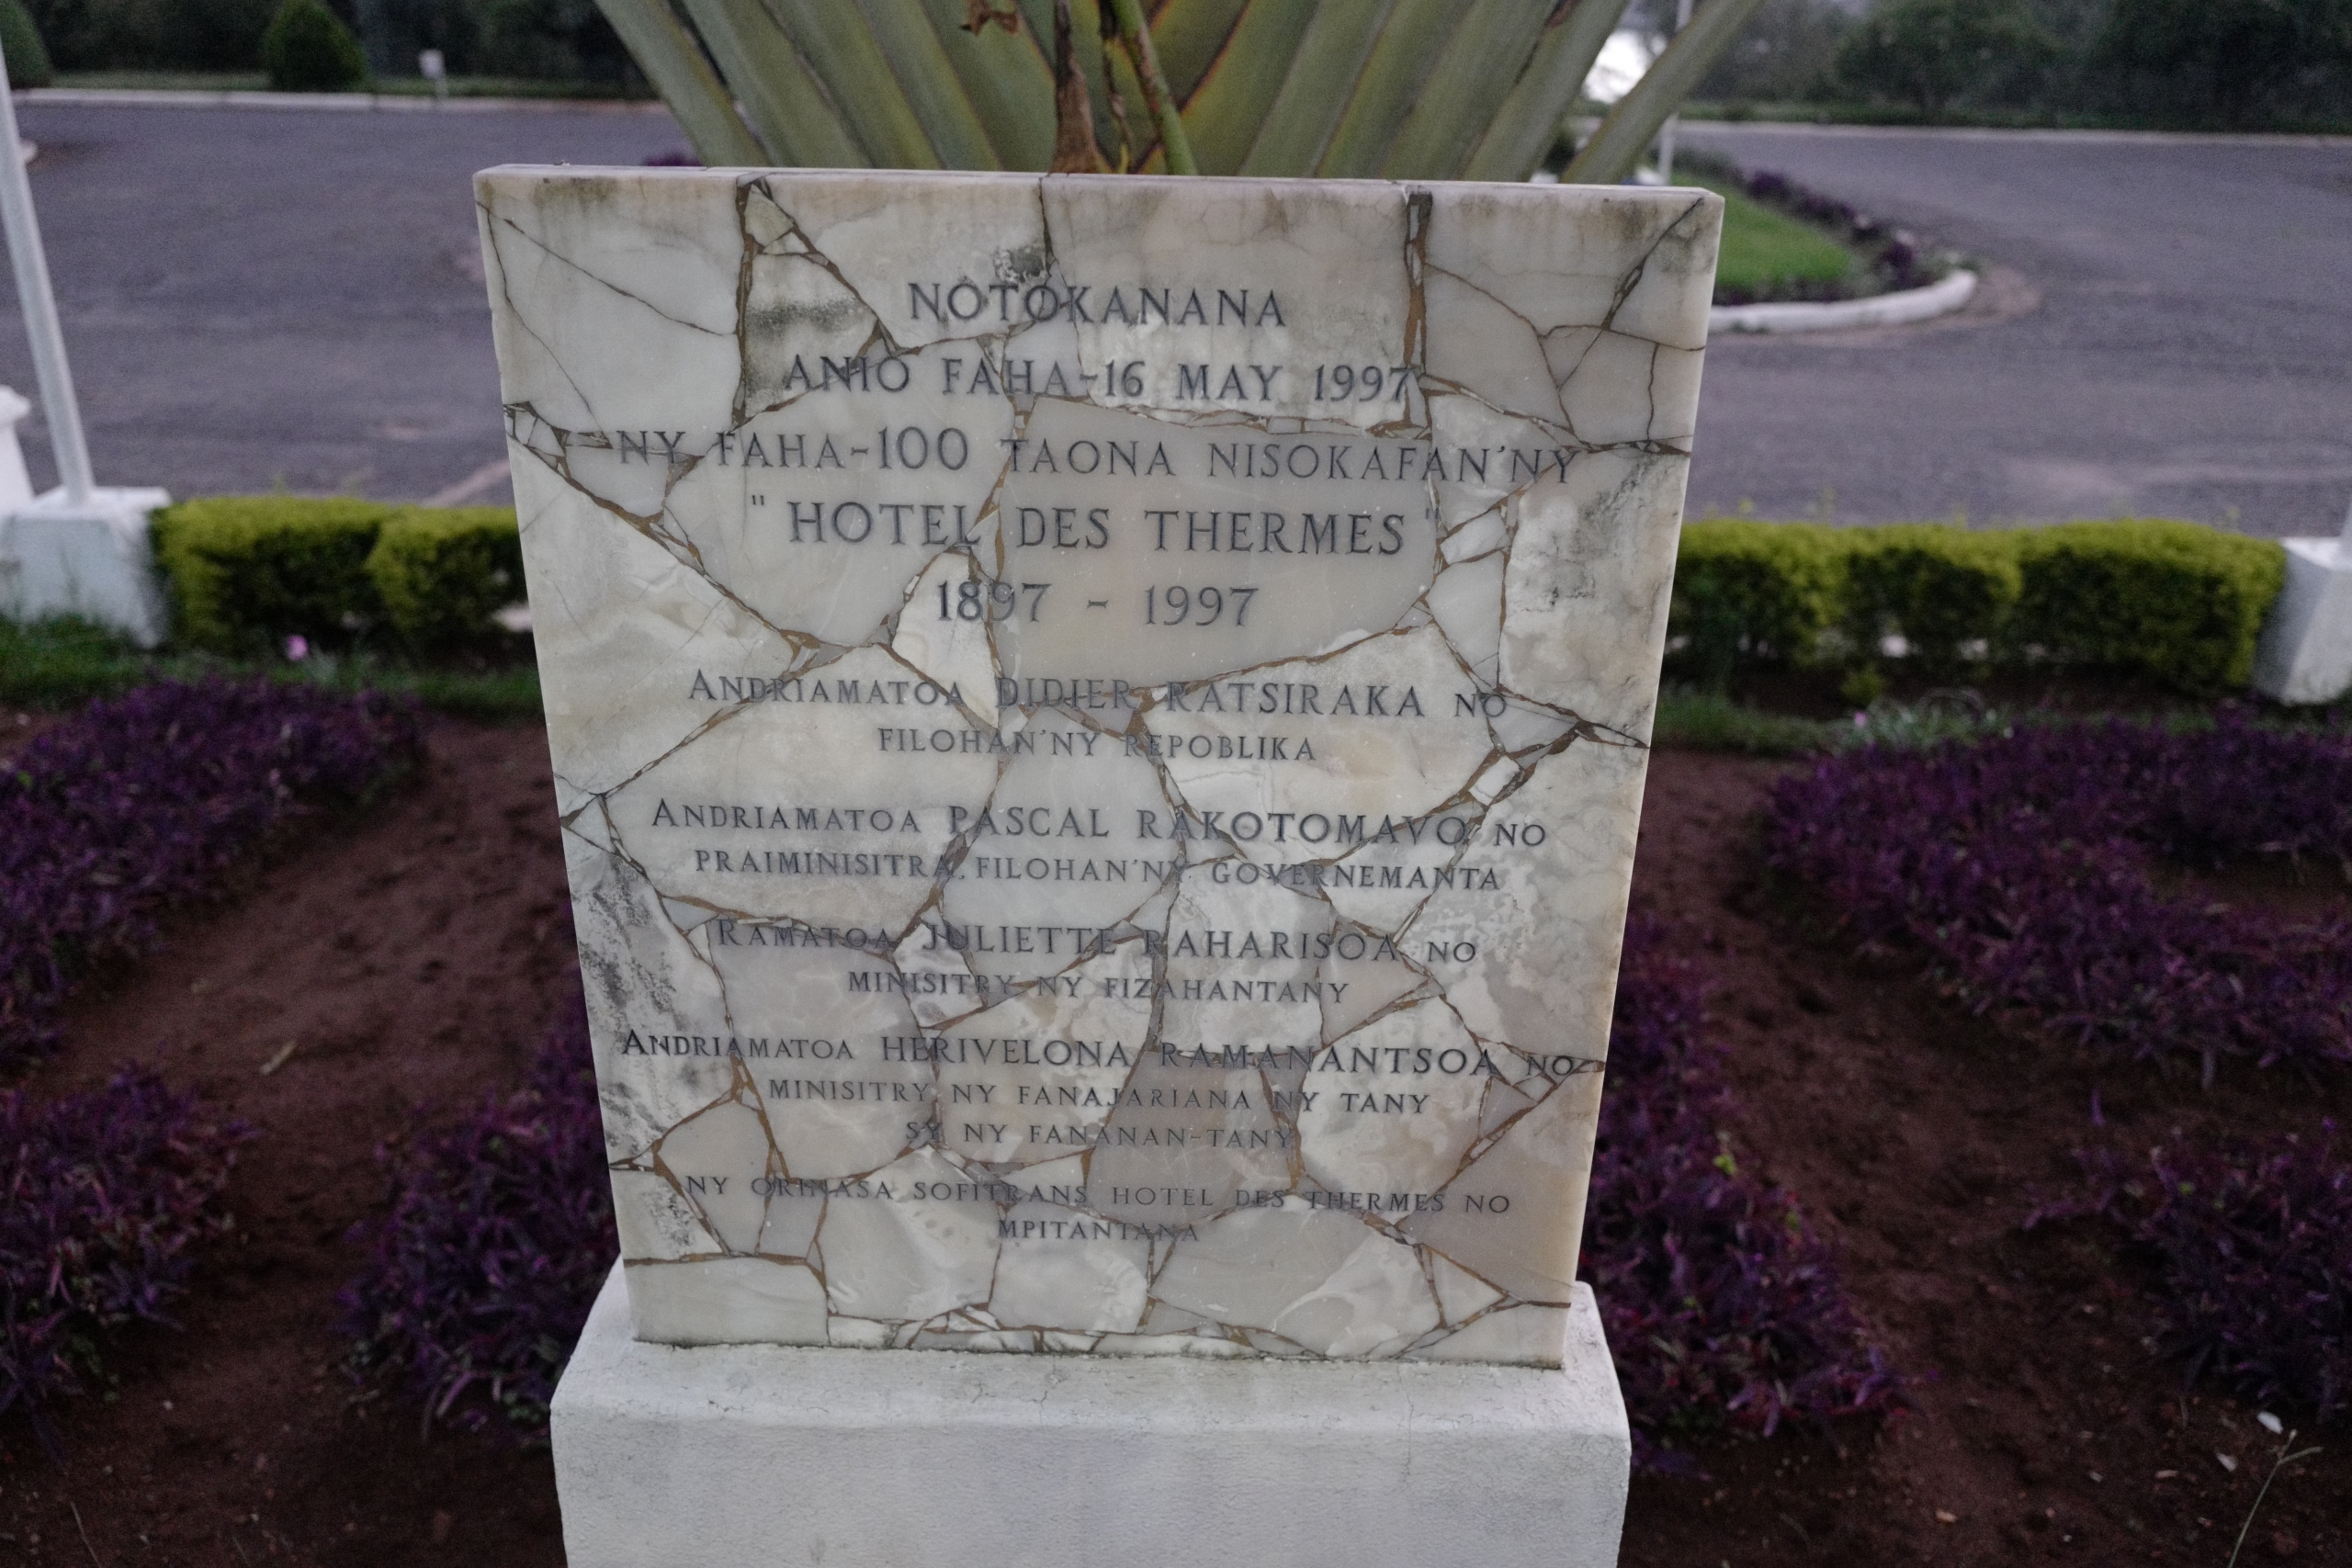 NOTOKANANA
ANIO FAHA-16 MAY 1997
NY FAHA-100 TAONA NISOKAFAN'NY
" HOTEL DES THERMES "
1897 - 1997
ANDRIAMATOA DIDIER RATSIRAKA NO
FILOHAN'NY REPOBLIKA
ANDRIAMATOA PASCAL RAKOTOMAVO NO
PRAIMINISITRA, FILOHAN'NY GOVERNEMANTA
RAMATOA JULIETTE RAHARISOA NO
MINISITRY NY FIZAHANTANY
ANDRIAMATOA HERIVELONA RAMANANTSOA NO
MINISITRY NY FANAJARIANA NY TANY
SY NY FANANAN-TANY
NY ORINASA SOFITRANS HOTEL DES THERMES NO
MPITANTANA